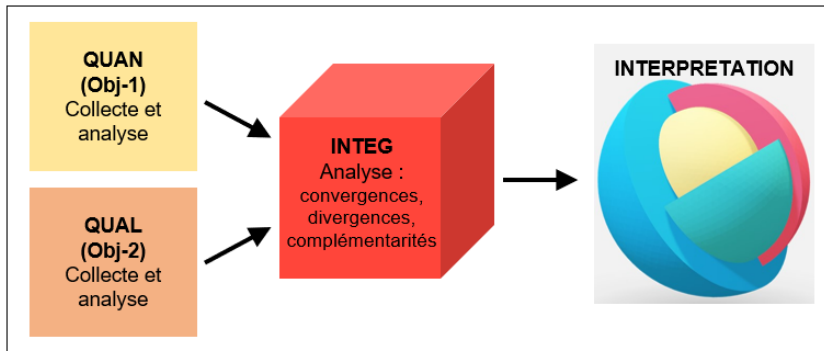 QUAN
(Obj-1)
Collecte et
analyse
QUAL
(Obj-2)
Collecte et
analyse
INTEG
Analyse :
convergences,
divergences,
complémentarités
INTERPRETATION